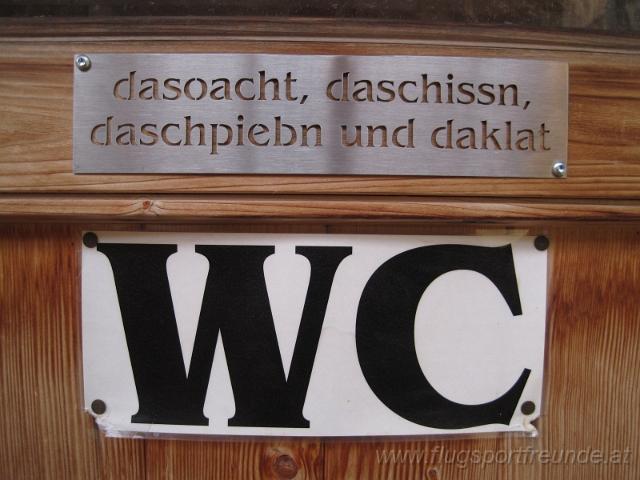 dasoacht, daschissn,
daschpiebn und daklat
WC
www.flugsportfreunde.at